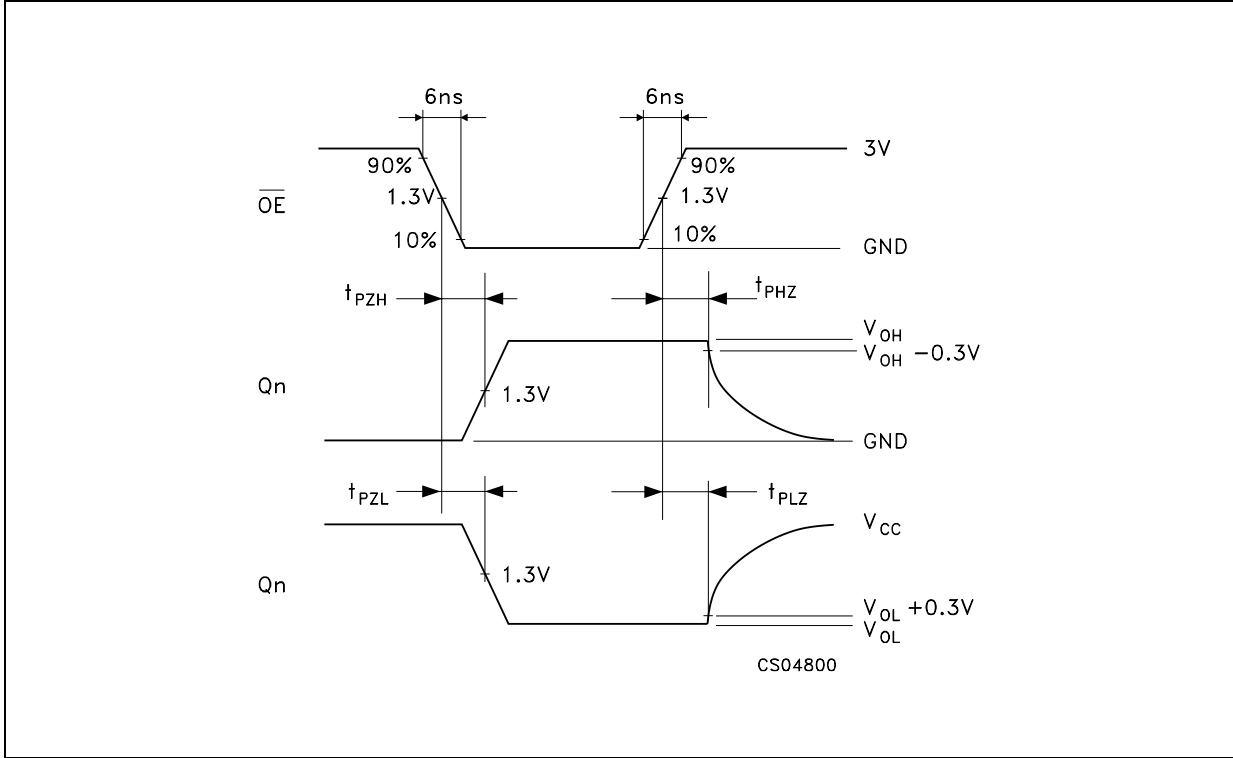 6ns 6ns
3V
90% 90%
1.3V 1.3V
OE
10% 10%
GND
tPZH tPHZ
VOH
VOH −0.3V
Qn
1.3V
GND
tPZL tPLZ
VCC
1.3V
Qn
VOL +0.3V
VOL
CS04800